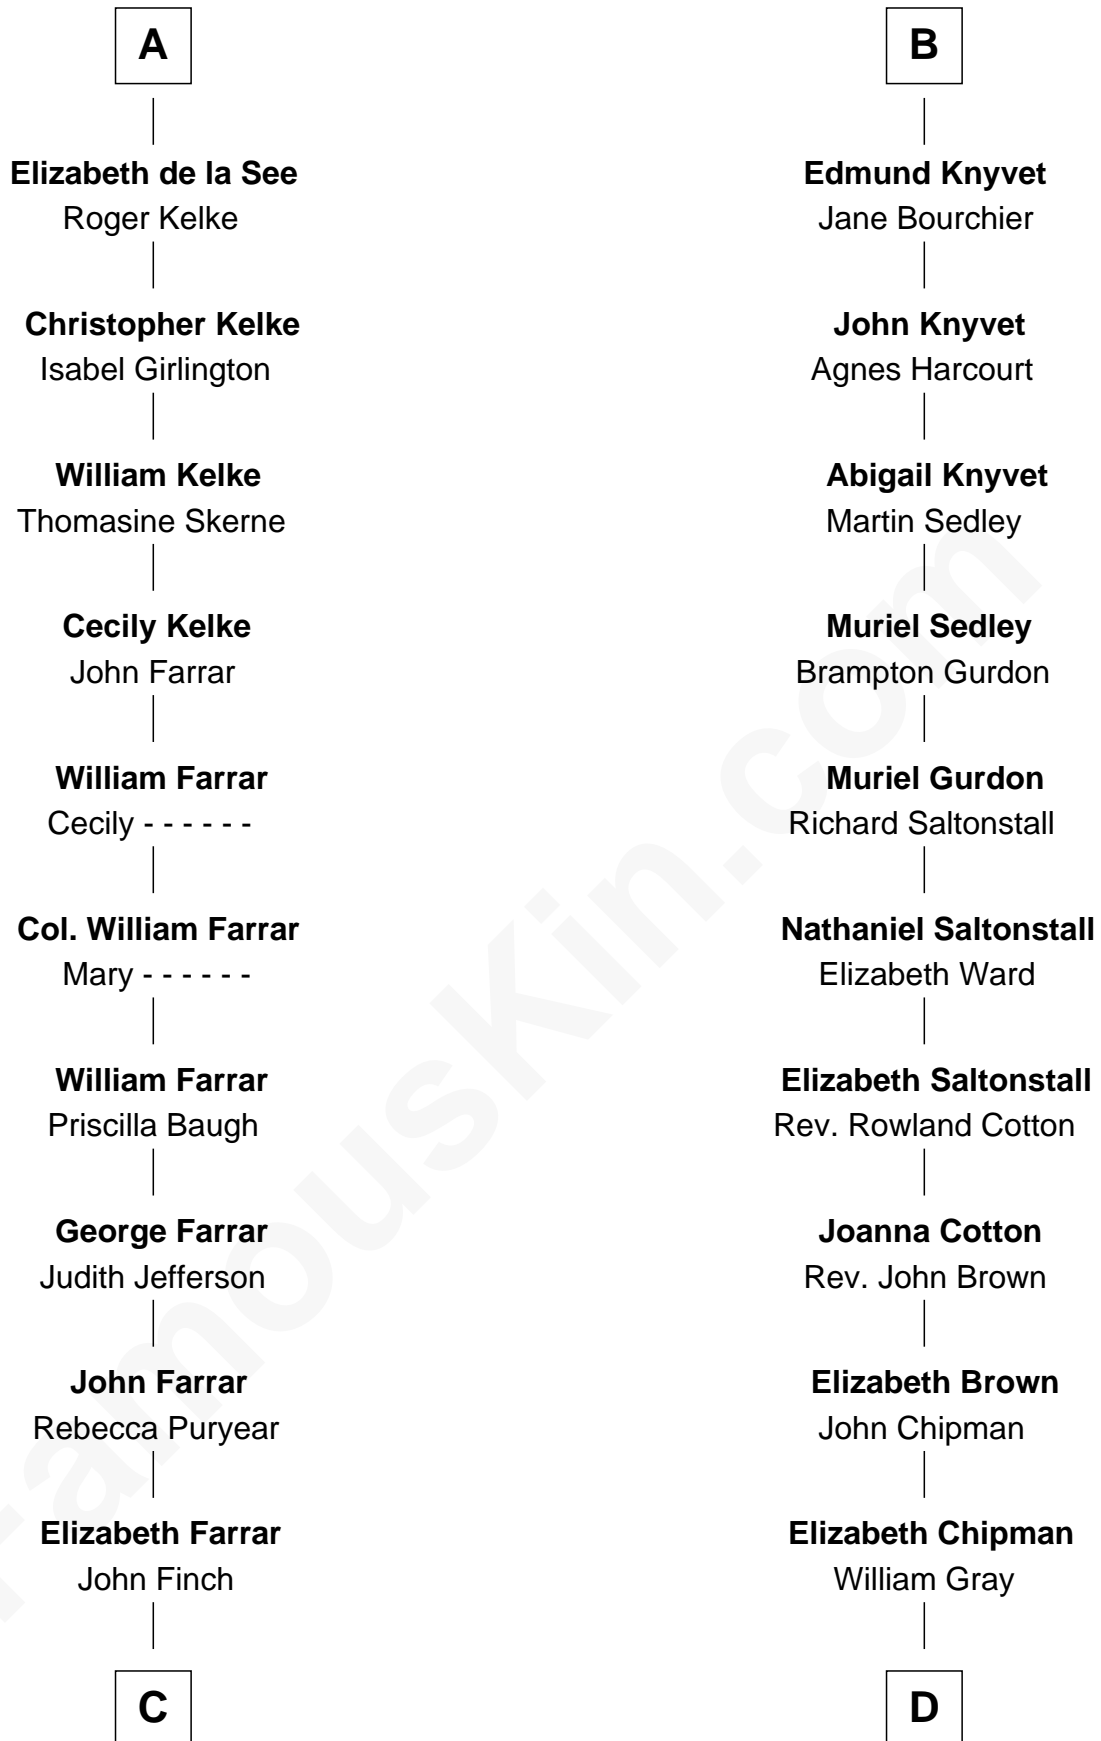 A
Elizabeth de la See
Roger Kelke
Christopher Kelke
Isabel Girlington
William Kelke
Thomasine Skerne
Cecily Kelke
John Farrar
William Farrar
Cecily - - - - - -
Col. William Farrar
Mary - - - - - -
William Farrar
Priscilla Baugh
George Farrar
Judith Jefferson
John Farrar
Rebecca Puryear
Elizabeth Farrar
John Finch
C
B
Edmund Knyvet
Jane Bourchier
John Knyvet
Agnes Harcourt
Abigail Knyvet
Martin Sedley
Muriel Sedley
Brampton Gurdon
Muriel Gurdon
Richard Saltonstall
Nathaniel Saltonstall
Elizabeth Ward
Elizabeth Saltonstall
Rev. Rowland Cotton
Joanna Cotton
Rev. John Brown
Elizabeth Brown
John Chipman
Elizabeth Chipman
William Gray
D
FamousKin.com